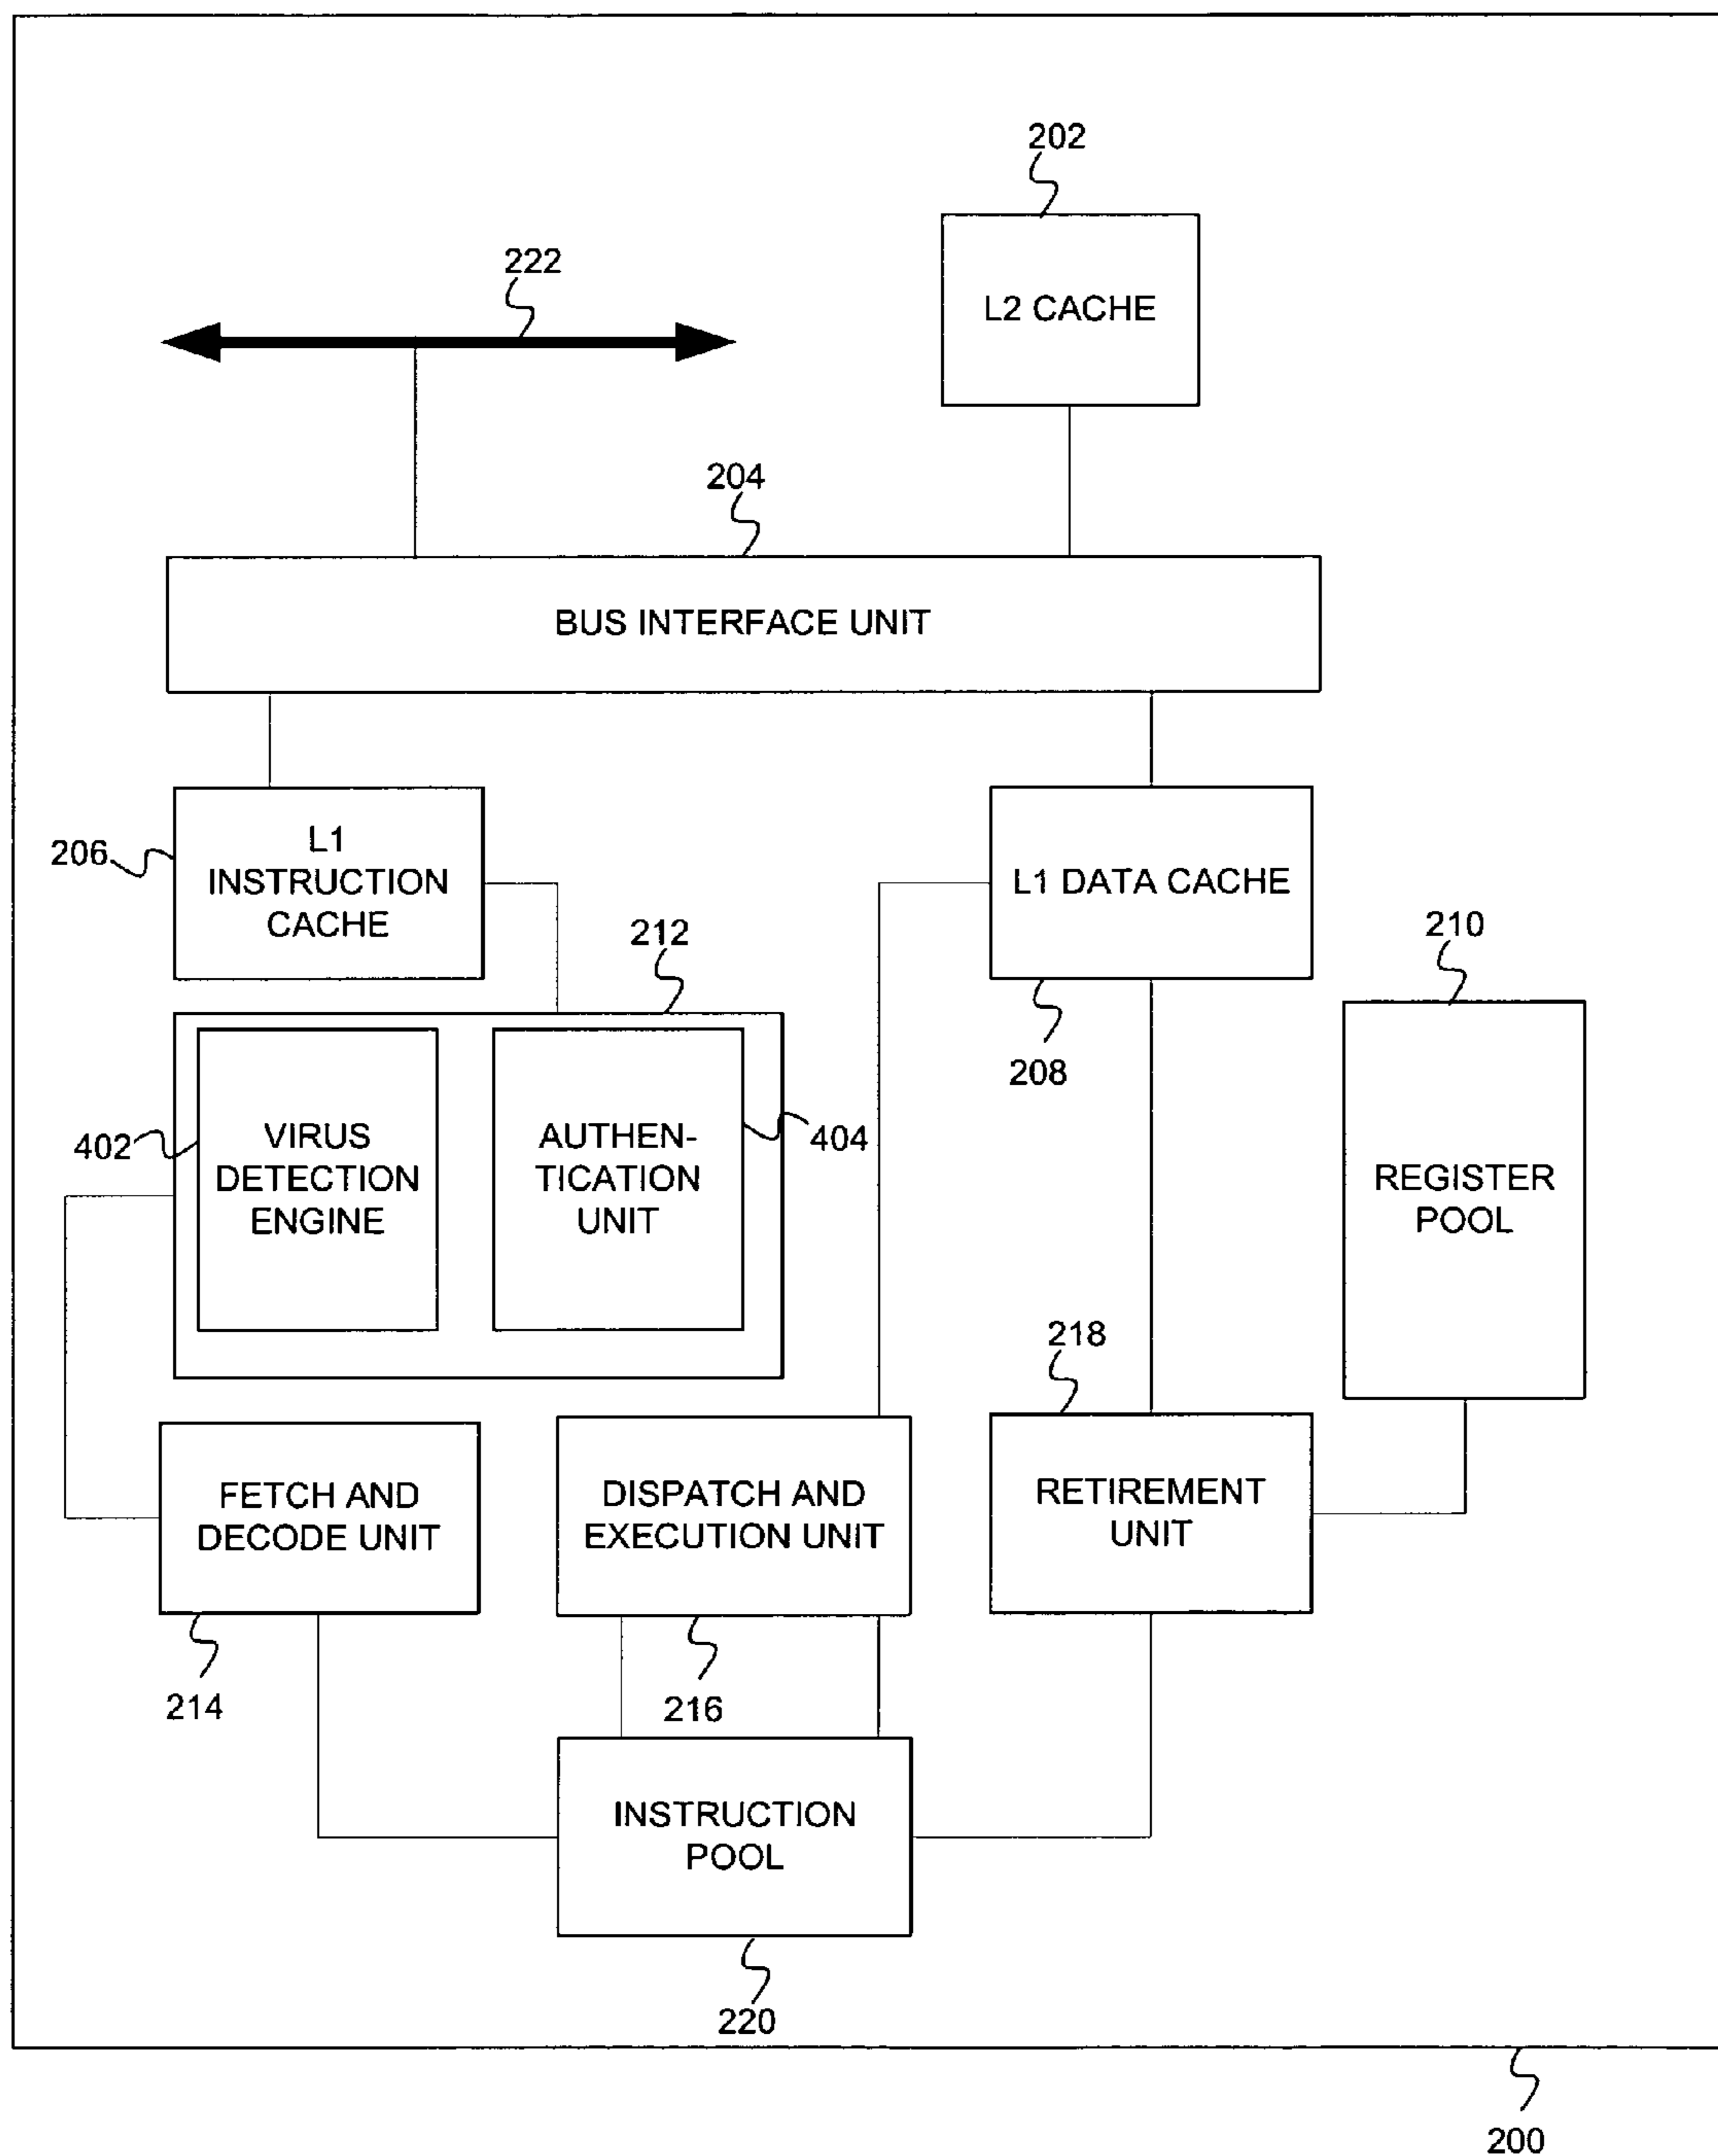 202
L2 CACHE
222
204
BUS INTERFACE UNIT
206
L1
INSTRUCTION
CACHE
L1 DATA CACHE
208
210
REGISTER
POOL
212
402
VIRUS
DETECTION
ENGINE
AUTHEN-
TICATION
UNIT
404
218
FETCH AND
DECODE UNIT
214
DISPATCH AND
EXECUTION UNIT
216
RETIREMENT
UNIT
INSTRUCTION
POOL
220
200